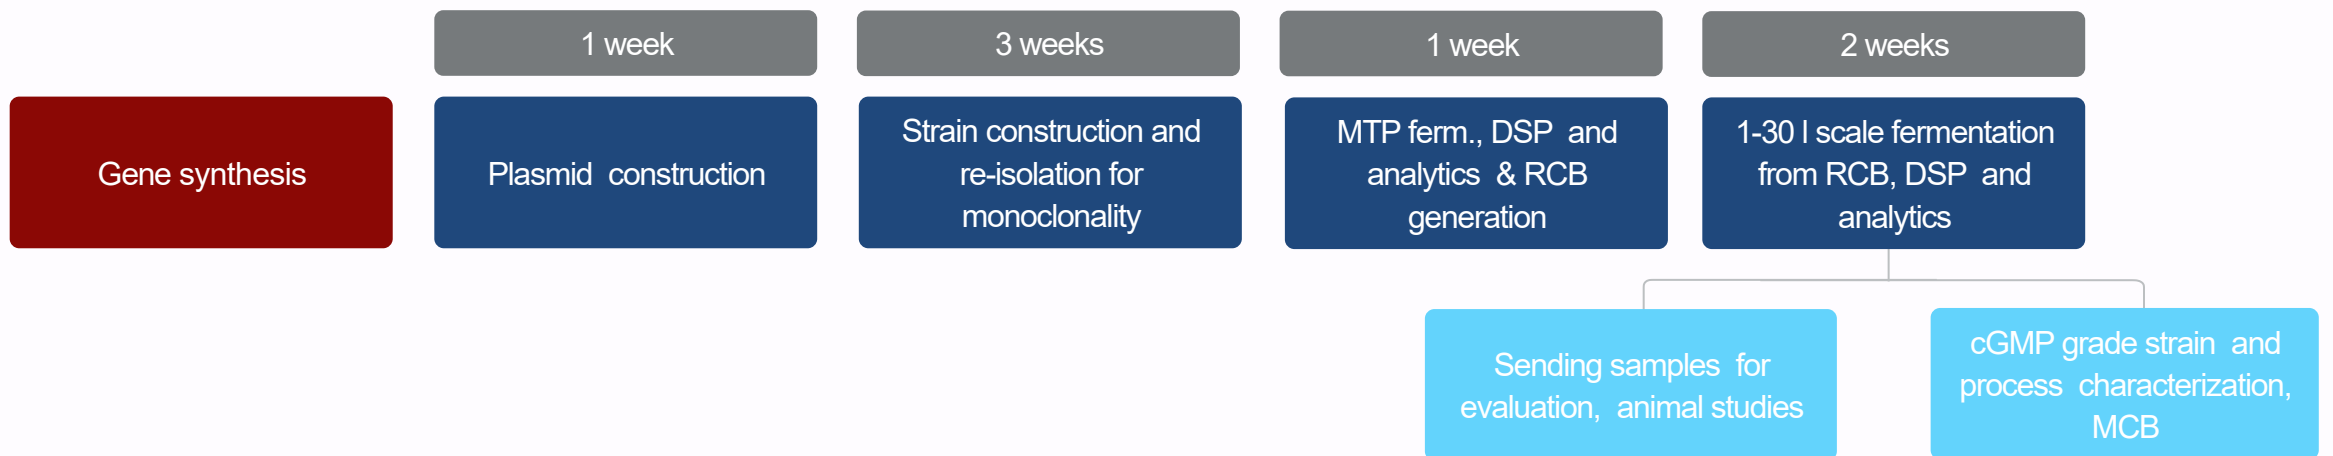 1 week
3 weeks
1 week
2 weeks
Gene synthesis
Plasmid construction
Strain construction and
re-isolation for
monoclonality
MTP ferm., DSP and
analytics & RCB
generation
1-30 l scale fermentation
from RCB, DSP and
analytics
Sending samples for
evaluation, animal studies
cGMP grade strain and
process characterization,
MCB